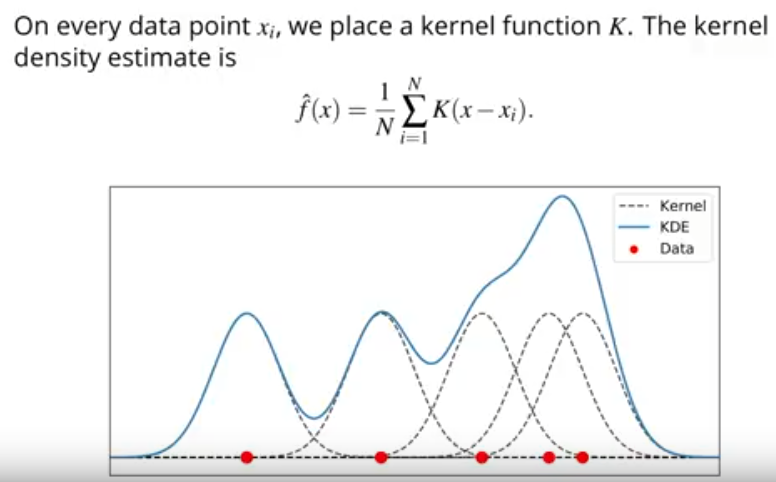 On every data point xᵢ, we place a kernel function K. The kernel
density estimate is
f̂(x) = 1/N ∑ᵢ₌₁ᴺ K(x − xᵢ).
Kernel
KDE
Data